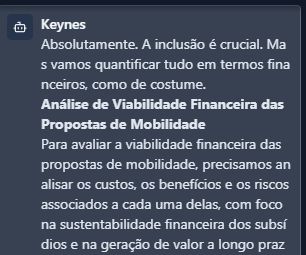 Keynes
Absolutamente. A inclusão é crucial. Ma
s vamos quantificar tudo em termos fina
nceiros, como de costume.
Análise de Viabilidade Financeira das
Propostas de Mobilidade
Para avaliar a viabilidade financeira das
propostas de mobilidade, precisamos an
alisar os custos, os benefícios e os riscos
associados a cada uma delas, com foco
na sustentabilidade financeira dos subsí
dios e na geração de valor a longo praz